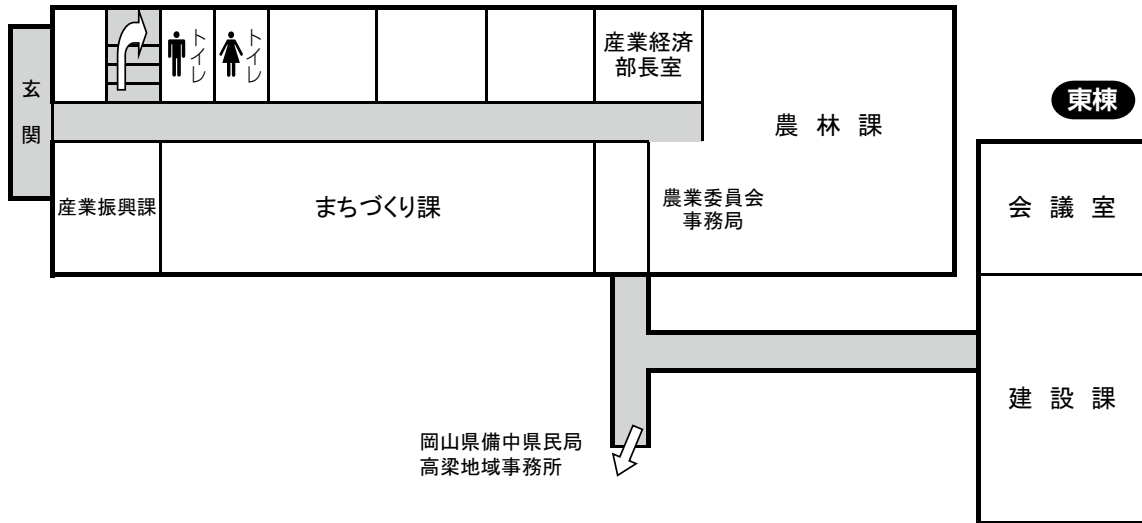 玄関
トイレ
トイレ
産業経済
部長室
農林課
東棟
産業振興課
まちづくり課
農業委員会
事務局
会議室
建設課
岡山県備中県民局
高梁地域事務所